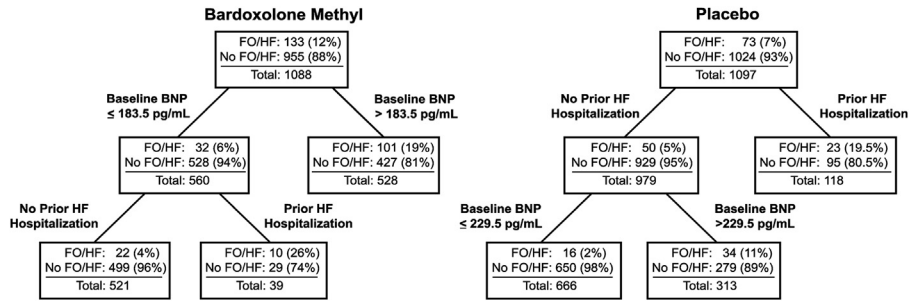 Bardoxolone Methyl
FO/HF: 133 (12%)
No FO/HF: 955 (88%)
Total: 1088
Baseline BNP
≤ 183.5 pg/mL
Baseline BNP
> 183.5 pg/mL
FO/HF: 32 (6%)
No FO/HF: 528 (94%)
Total: 560
FO/HF: 101 (19%)
No FO/HF: 427 (81%)
Total: 528
No Prior HF
Hospitalization
Prior HF
Hospitalization
FO/HF: 22 (4%)
No FO/HF: 499 (96%)
Total: 521
FO/HF: 10 (26%)
No FO/HF: 29 (74%)
Total: 39
Placebo
FO/HF: 73 (7%)
No FO/HF: 1024 (93%)
Total: 1097
No Prior HF
Hospitalization
Prior HF
Hospitalization
FO/HF: 50 (5%)
No FO/HF: 929 (95%)
Total: 979
FO/HF: 23 (19.5%)
No FO/HF: 95 (80.5%)
Total: 118
Baseline BNP
≤ 229.5 pg/mL
Baseline BNP
>229.5 pg/mL
FO/HF: 16 (2%)
No FO/HF: 650 (98%)
Total: 666
FO/HF: 34 (11%)
No FO/HF: 279 (89%)
Total: 313